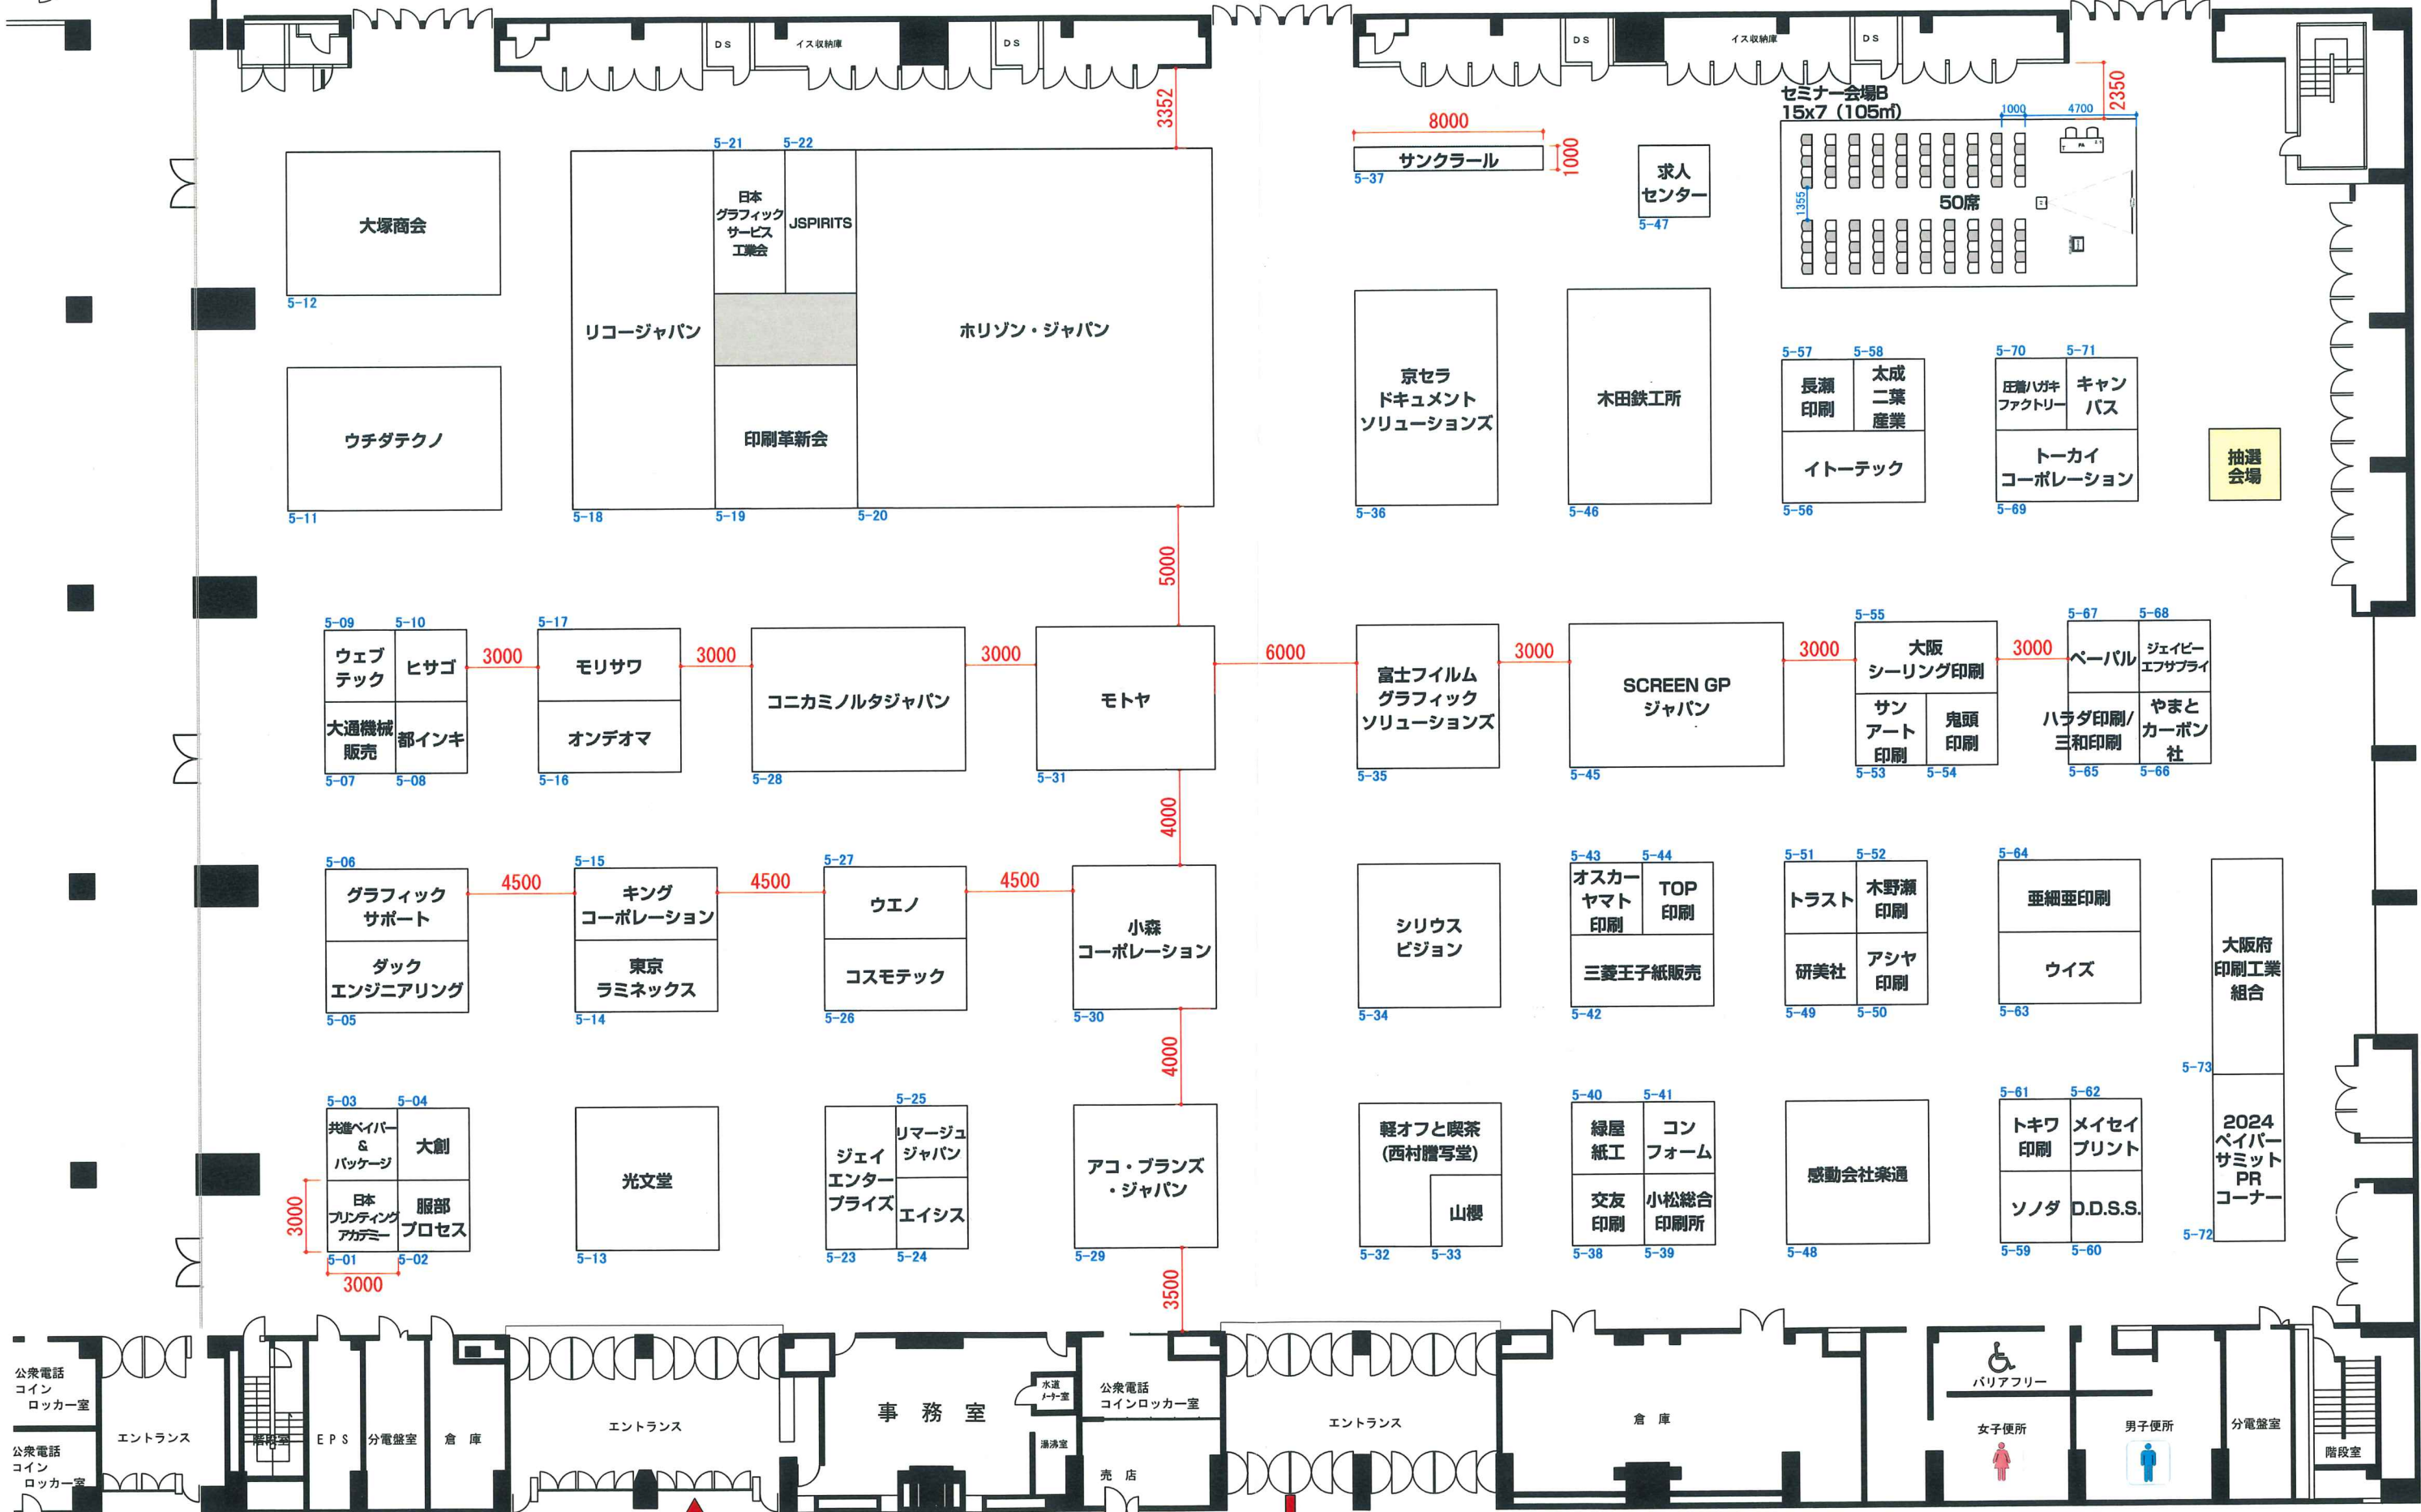 DS
イス収納庫
DS
DS
イス収納庫
DS
3352
2350
セミナー会場B
15x7（105㎡）
1000
4700
8000
サンクラール
1000
5-37
求人
センター
5-47
1355
50席
T
PA
大塚商会
5-12
ウチダテクノ
5-11
リコージャパン
5-18
5-21
日本
グラフィック
サービス
工業会
5-22
JSPIRITS
印刷革新会
5-19
ホリゾン・ジャパン
5-20
京セラ
ドキュメント
ソリューションズ
5-36
木田鉄工所
5-46
5-57
長瀬
印刷
5-58
太成
二葉
産業
イトーテック
5-56
5-70
圧着ハガキ
ファクトリー
5-71
キャン
バス
トーカイ
コーポレーション
5-69
抽選
会場
5000
5-09
ウェブ
テック
5-10
ヒサゴ
大通機械
販売
5-07
都インキ
5-08
3000
5-17
モリサワ
オンデオマ
5-16
3000
コニカミノルタジャパン
5-28
3000
モトヤ
5-31
6000
富士フイルム
グラフィック
ソリューションズ
5-35
3000
SCREEN GP
ジャパン
5-45
3000
5-55
大阪
シーリング印刷
サン
アート
印刷
5-53
鬼頭
印刷
5-54
3000
5-67
ペーパル
5-68
ジェイビー
エフサプライ
ハラダ印刷/
三和印刷
5-65
やまと
カーボン
社
5-66
4000
5-06
グラフィック
サポート
ダック
エンジニアリング
5-05
4500
5-15
キング
コーポレーション
東京
ラミネックス
5-14
4500
5-27
ウエノ
コスモテック
5-26
4500
小森
コーポレーション
5-30
シリウス
ビジョン
5-34
5-43
オスカー
ヤマト
印刷
5-44
TOP
印刷
三菱王子紙販売
5-42
5-51
トラスト
5-52
木野瀬
印刷
研美社
5-49
アシヤ
印刷
5-50
5-64
亜細亜印刷
ウイズ
5-63
大阪府
印刷工業
組合
5-73
4000
5-03
共進ペイパー
&
パッケージ
5-04
大創
日本
プリンティング
アカデミー
5-01
服部
プロセス
5-02
3000
3000
光文堂
5-13
ジェイ
エンター
プライズ
5-23
5-25
リマージュ
ジャパン
エイシス
5-24
アコ・ブランズ
・ジャパン
5-29
軽オフと喫茶
(西村謄写堂)
5-32
山櫻
5-33
5-40
緑屋
紙工
5-41
コン
フォーム
交友
印刷
5-38
小松総合
印刷所
5-39
感動会社楽通
5-48
5-61
トキワ
印刷
5-62
メイセイ
プリント
ソノダ
5-59
D.D.S.S.
5-60
2024
ペイパー
サミット
PR
コーナー
5-72
3500
公衆電話
コイン
ロッカー室
公衆電話
コイン
ロッカー室
エントランス
階段室
EPS
分電盤室
倉庫
エントランス
事務室
水道
メーター室
湯沸室
公衆電話
コインロッカー室
売店
エントランス
倉庫
バリアフリー
女子便所
男子便所
分電盤室
階段室